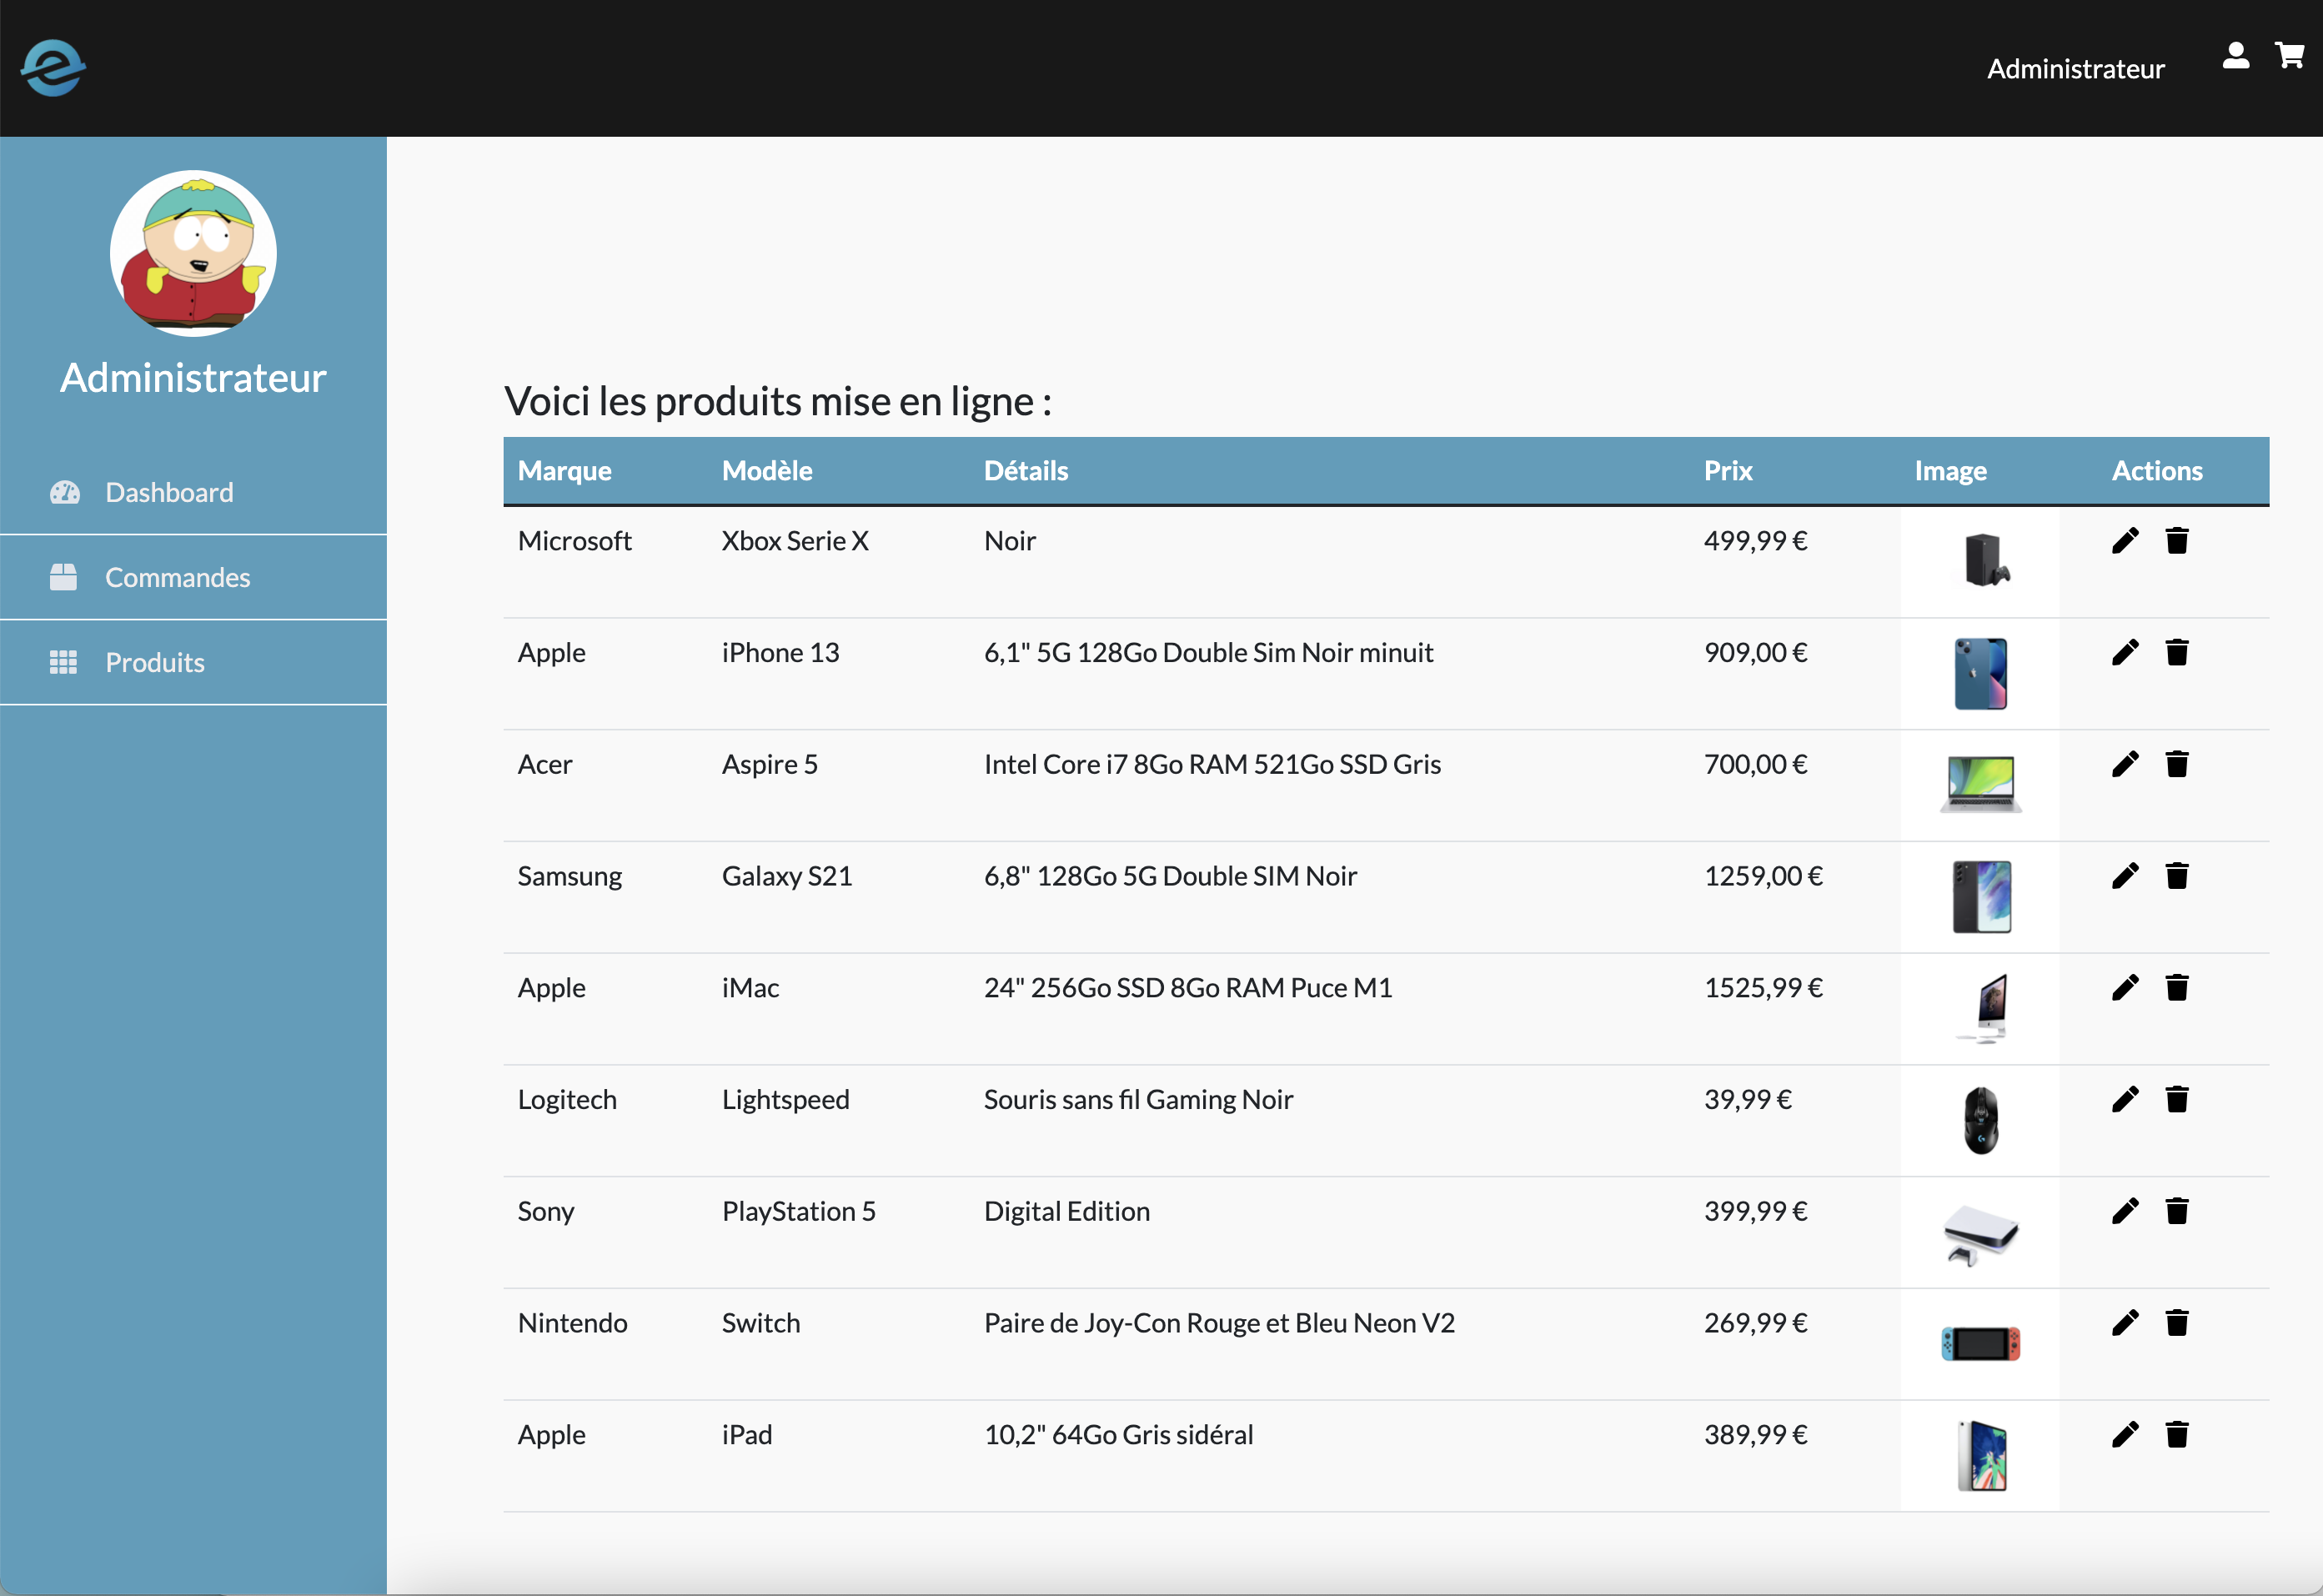 Administrateur
Administrateur
Dashboard
Commandes
Produits
Voici les produits mise en ligne :
Marque Modèle Détails Prix Image Actions
Microsoft Xbox Serie X Noir 499,99 €
Apple iPhone 13 6,1" 5G 128Go Double Sim Noir minuit 909,00 €
Acer Aspire 5 Intel Core i7 8Go RAM 521Go SSD Gris 700,00 €
Samsung Galaxy S21 6,8" 128Go 5G Double SIM Noir 1259,00 €
Apple iMac 24" 256Go SSD 8Go RAM Puce M1 1525,99 €
Logitech Lightspeed Souris sans fil Gaming Noir 39,99 €
Sony PlayStation 5 Digital Edition 399,99 €
Nintendo Switch Paire de Joy-Con Rouge et Bleu Neon V2 269,99 €
Apple iPad 10,2" 64Go Gris sidéral 389,99 €